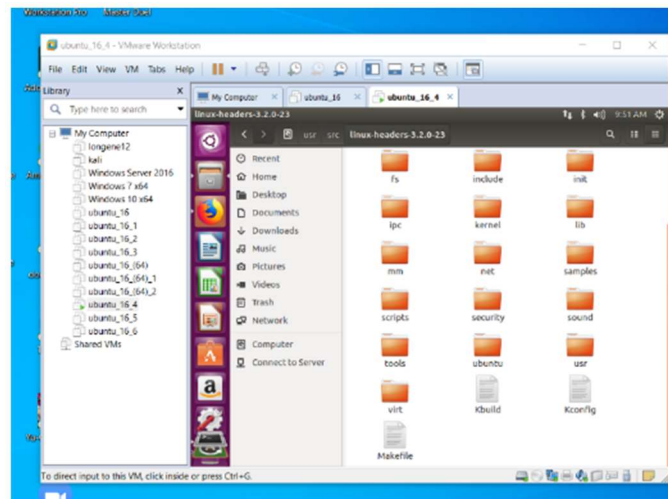 Workstation Pro Master Duel
ubuntu_16_4 - VMware Workstation
File Edit View VM Tabs Help
Library X
Type here to search
My Computer
longene12
kali
Windows Server 2016
Windows 7 x64
Windows 10 x64
ubuntu_16
ubuntu_16_1
ubuntu_16_2
ubuntu_16_3
ubuntu_16_(64)
ubuntu_16_(64)_1
ubuntu_16_(64)_2
ubuntu_16_4
ubuntu_16_5
ubuntu_16_6
Shared VMs
My Computer ubuntu_16 ubuntu_16_4
linux-headers-3.2.0-23 9:51 AM
usr src linux-headers-3.2.0-23
Recent
Home
Desktop
Documents
Downloads
Music
Pictures
Videos
Trash
Network
Computer
Connect to Server
fs include init
ipc kernel lib
mm net samples
scripts security sound
tools ubuntu usr
virt Kbuild Kconfig
Makefile
To direct input to this VM, click inside or press Ctrl+G.